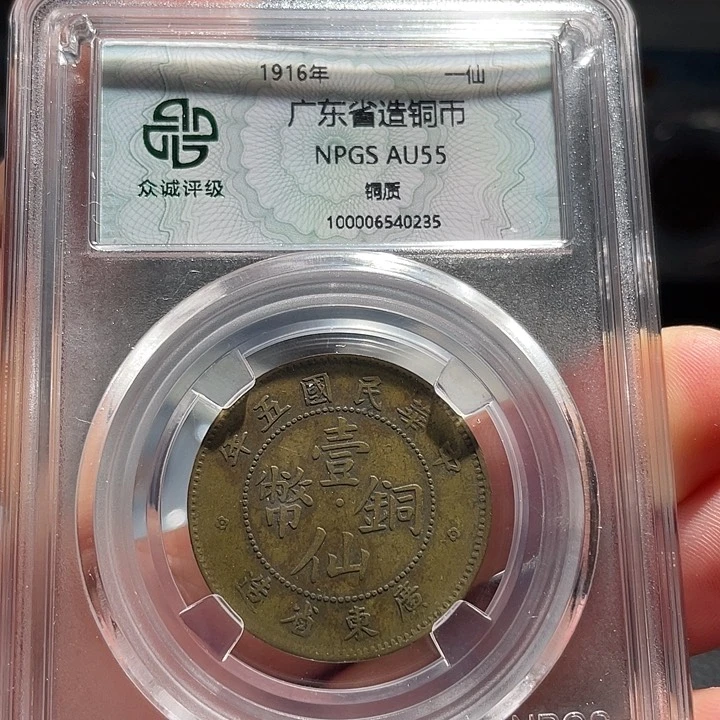 1916年 一仙
广东省造铜币
NPGS AU55
铜质
100006540235
众诚评级
中華民國五年
壹仙
銅幣
廣東省造